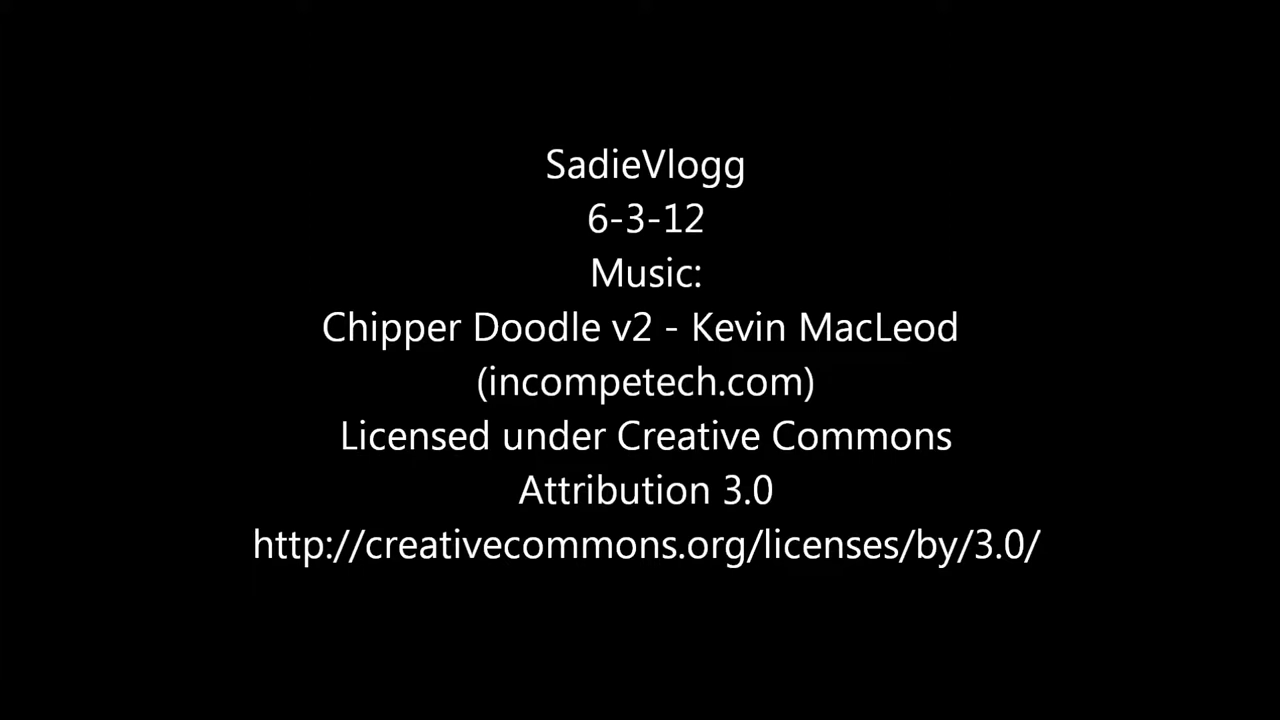 SadieVlogg
6-3-12
Music:
Chipper Doodle v2 - Kevin MacLeod
(incompetech.com)
Licensed under Creative Commons
Attribution 3.0
http://creativecommons.org/licenses/by/3.0/